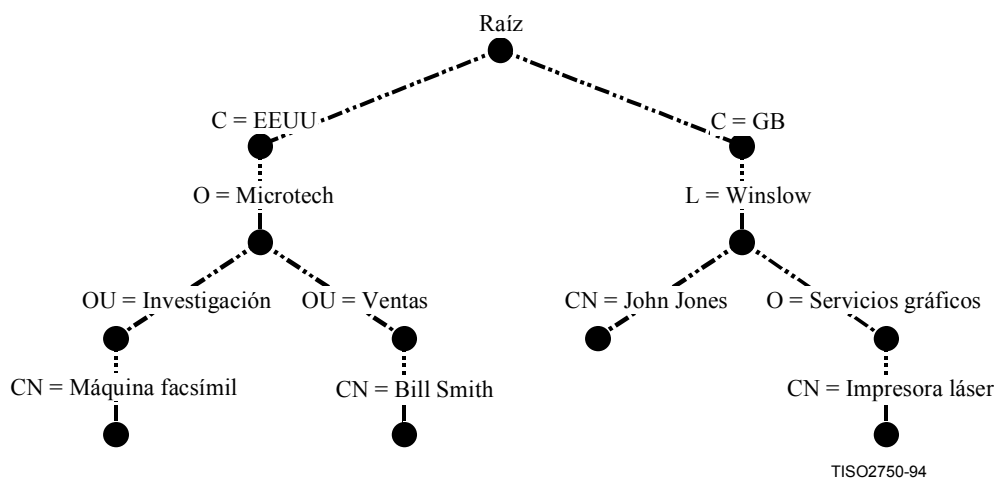 Raíz
C = EEUU
C = GB
O = Microtech
L = Winslow
OU = Investigación
OU = Ventas
CN = John Jones
O = Servicios gráficos
CN = Máquina facsímil
CN = Bill Smith
CN = Impresora láser
TISO2750-94